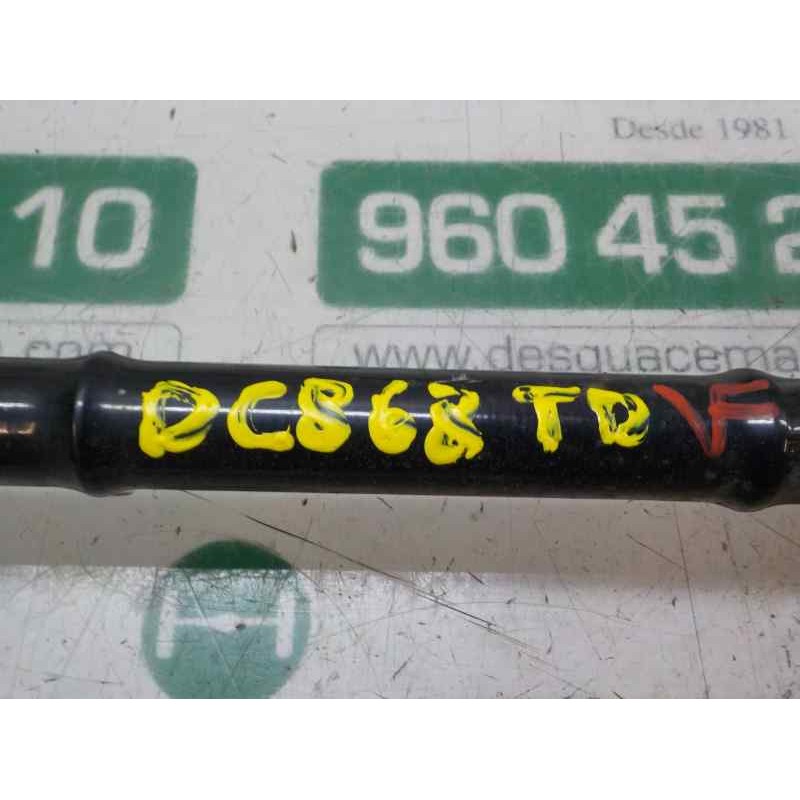 Desde 1981
10
960 45 2
.com
www.desguacema
DC868 TD VF